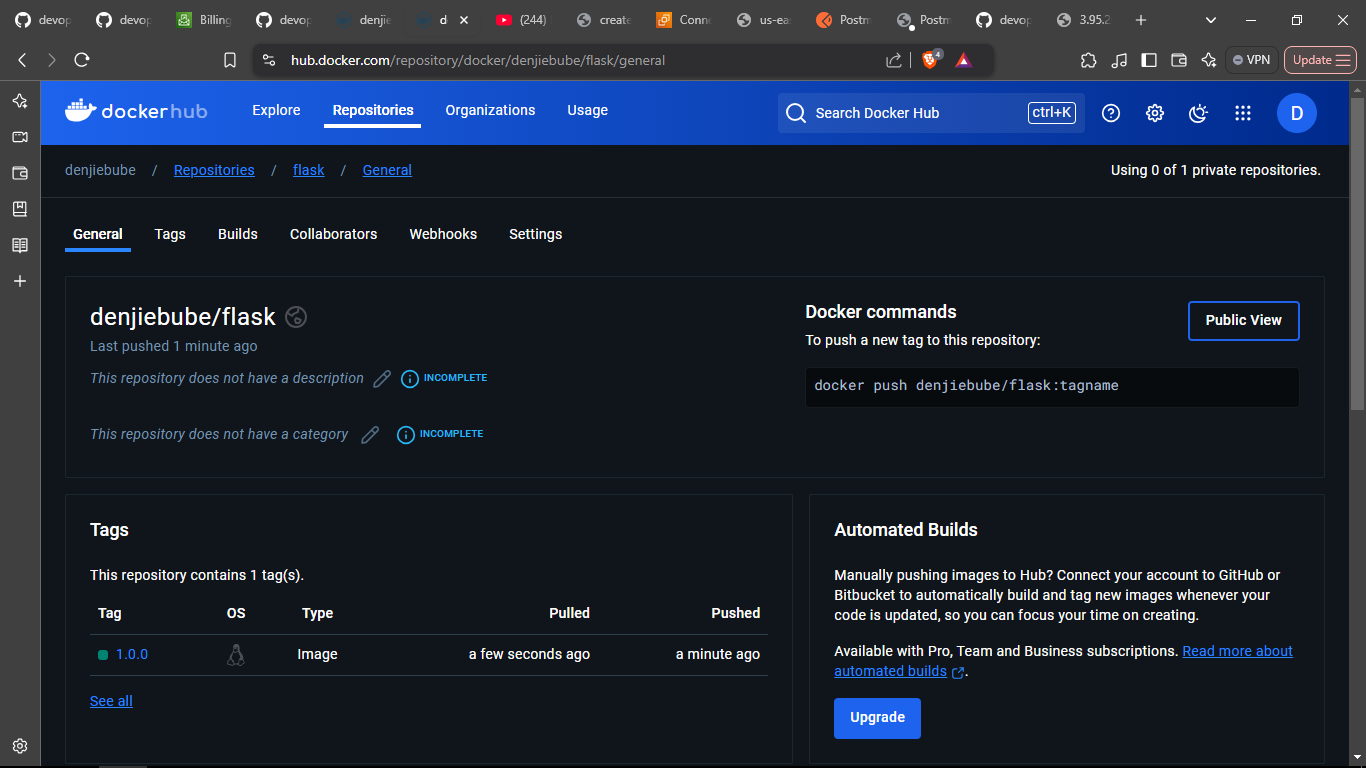 devop
devop
Billing
devop
denjie
d
(244)
create
Conne
us-eas
Postm
Postm
devop
3.95.2
hub.docker.com/repository/docker/denjiebube/flask/general
4
VPN
Update
dockerhub
Explore
Repositories
Organizations
Usage
Search Docker Hub
ctrl+K
D
denjiebube / Repositories / flask / General
Using 0 of 1 private repositories.
General
Tags
Builds
Collaborators
Webhooks
Settings
denjiebube/flask
Last pushed 1 minute ago
This repository does not have a description
INCOMPLETE
This repository does not have a category
INCOMPLETE
Docker commands
To push a new tag to this repository:
Public View
docker push denjiebube/flask:tagname
Tags
This repository contains 1 tag(s).
Tag OS Type Pulled Pushed
1.0.0 Image a few seconds ago a minute ago
See all
Automated Builds
Manually pushing images to Hub? Connect your account to GitHub or
Bitbucket to automatically build and tag new images whenever your
code is updated, so you can focus your time on creating.
Available with Pro, Team and Business subscriptions. Read more about
automated builds .
Upgrade